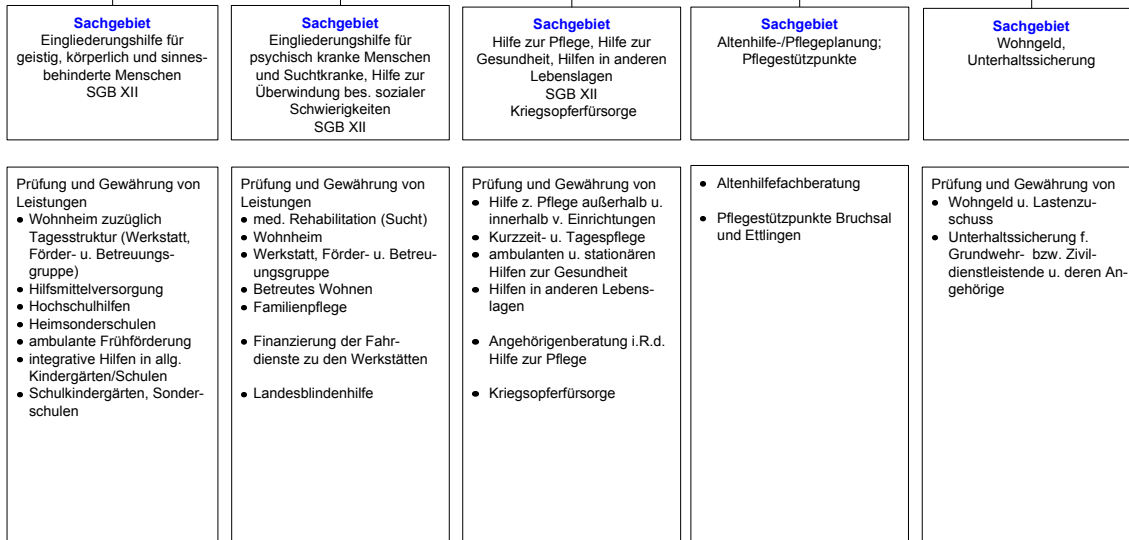 Sachgebiet
Eingliederungshilfe für
geistig, körperlich und sinnes-
behinderte Menschen
SGB XII
Sachgebiet
Eingliederungshilfe für
psychisch kranke Menschen
und Suchtkranke, Hilfe zur
Überwindung bes. sozialer
Schwierigkeiten
SGB XII
Sachgebiet
Hilfe zur Pflege, Hilfe zur
Gesundheit, Hilfen in anderen
Lebenslagen
SGB XII
Kriegsopferfürsorge
Sachgebiet
Altenhilfe-/Pflegeplanung;
Pflegestützpunkte
Sachgebiet
Wohngeld,
Unterhaltssicherung
Prüfung und Gewährung von
Leistungen
• Wohnheim zuzüglich
Tagesstruktur (Werkstatt,
Förder- u. Betreuungs-
gruppe)
• Hilfsmittelversorgung
• Hochschulhilfen
• Heimsonderschulen
• ambulante Frühförderung
• integrative Hilfen in allg.
Kindergärten/Schulen
• Schulkindergärten, Sonder-
schulen
Prüfung und Gewährung von
Leistungen
• med. Rehabilitation (Sucht)
• Wohnheim
• Werkstatt, Förder- u. Betreu-
ungsgruppe
• Betreutes Wohnen
• Familienpflege
• Finanzierung der Fahr-
dienste zu den Werkstätten
• Landesblindenhilfe
Prüfung und Gewährung von
• Hilfe z. Pflege außerhalb u.
innerhalb v. Einrichtungen
• Kurzzeit- u. Tagespflege
• ambulanten u. stationären
Hilfen zur Gesundheit
• Hilfen in anderen Lebens-
lagen
• Angehörigenberatung i.R.d.
Hilfe zur Pflege
• Kriegsopferfürsorge
• Altenhilfefachberatung
• Pflegestützpunkte Bruchsal
und Ettlingen
Prüfung und Gewährung von
• Wohngeld u. Lastenzu-
schuss
• Unterhaltssicherung f.
Grundwehr- bzw. Zivil-
dienstleistende u. deren An-
gehörige